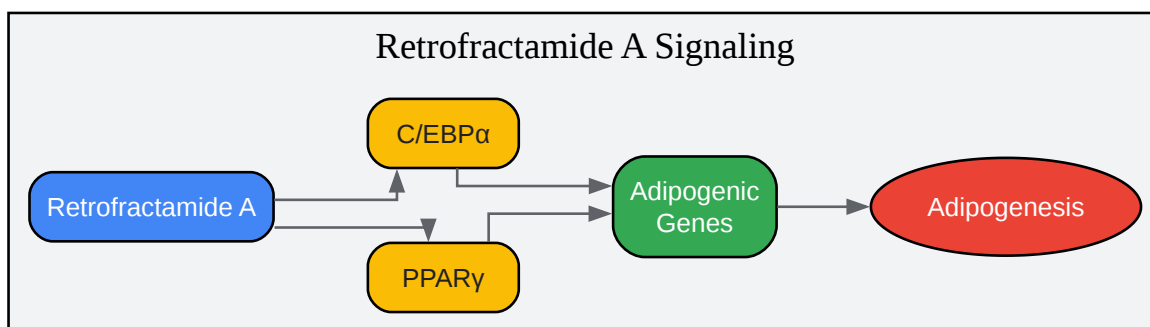 Retrofractamide A Signaling
C/EBPα
Retrofractamide A
Adipogenic
Genes
Adipogenesis
PPARγ